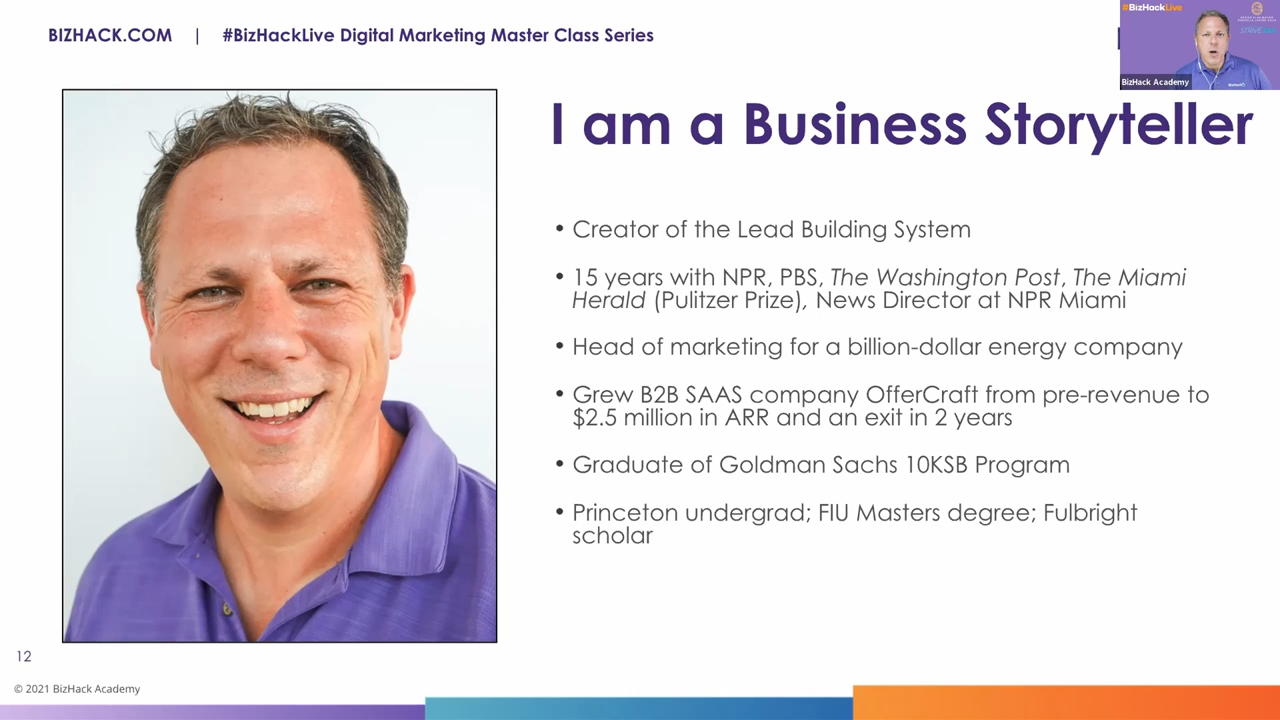 BIZHACK.COM | #BizHackLive Digital Marketing Master Class Series
#BizHackLive
BizHack Academy
I am a Business Storyteller
• Creator of the Lead Building System
• 15 years with NPR, PBS, The Washington Post, The Miami
Herald (Pulitzer Prize), News Director at NPR Miami
• Head of marketing for a billion-dollar energy company
• Grew B2B SAAS company OfferCraft from pre-revenue to
$2.5 million in ARR and an exit in 2 years
• Graduate of Goldman Sachs 10KSB Program
• Princeton undergrad; FIU Masters degree; Fulbright
scholar
12
© 2021 BizHack Academy